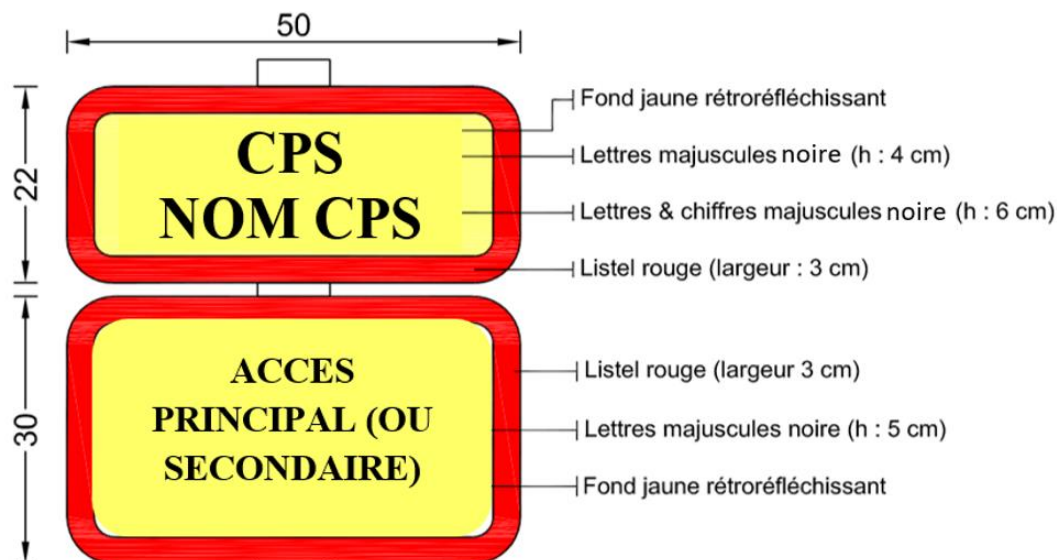 50
22
CPS
NOM CPS
Fond jaune rétroréfléchissant
Lettres majuscules noire (h : 4 cm)
Lettres & chiffres majuscules noire (h : 6 cm)
Listel rouge (largeur : 3 cm)
30
ACCES
PRINCIPAL (OU
SECONDAIRE)
Listel rouge (largeur 3 cm)
Lettres majuscules noire (h : 5 cm)
Fond jaune rétroréfléchissant